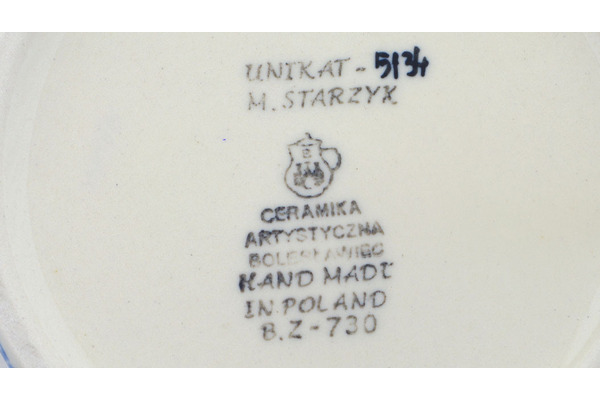 UNIKAT - 5134
M. STARZYK
CERAMIKA
ARTYSTYCZNA
BOLESŁAWIEC
HAND MADE
IN POLAND
B.Z-730